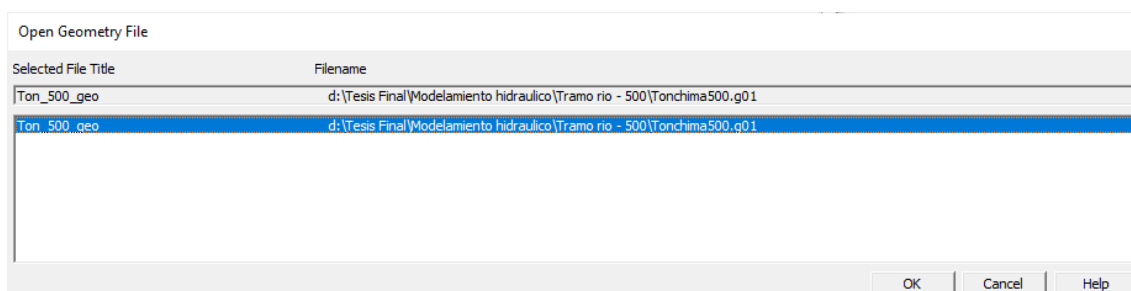 Open Geometry File
Selected File Title Filename
Ton_500_geo d:\Tesis Final\Modelamiento hidraulico\Tramo rio - 500\Tonchima500.g01
Ton_500_geo d:\Tesis Final\Modelamiento hidraulico\Tramo rio - 500\Tonchima500.g01
OK Cancel Help